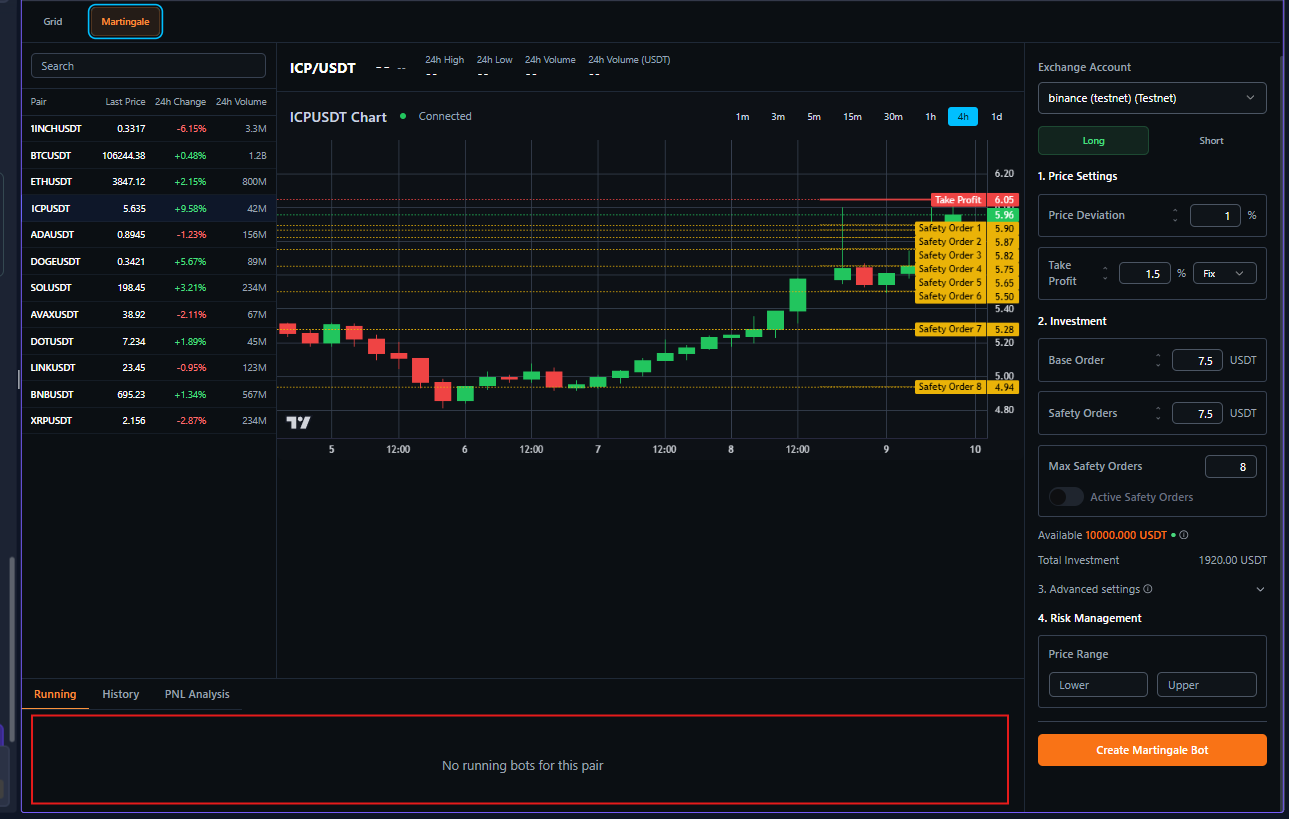 Grid Martingale
Search
Pair Last Price 24h Change 24h Volume
1INCHUSDT 0.3317 -6.15% 3.3M
BTCUSDT 106244.38 +0.48% 1.2B
ETHUSDT 3847.12 +2.15% 800M
ICPUSDT 5.635 +9.58% 42M
ADAUSDT 0.8945 -1.23% 156M
DOGEUSDT 0.3421 +5.67% 89M
SOLUSDT 198.45 +3.21% 234M
AVAXUSDT 38.92 -2.11% 67M
DOTUSDT 7.234 +1.89% 45M
LINKUSDT 23.45 -0.95% 123M
BNBUSDT 695.23 +1.34% 567M
XRPUSDT 2.156 -2.87% 234M
ICP/USDT -- -- 24h High 24h Low 24h Volume 24h Volume (USDT)
-- -- -- --
ICPUSDT Chart Connected 1m 3m 5m 15m 30m 1h 4h 1d
6.20
Take Profit 6.05
5.96
Safety Order 1 5.90
Safety Order 2 5.87
Safety Order 3 5.82
Safety Order 4 5.75
Safety Order 5 5.65
Safety Order 6 5.50
5.40
Safety Order 7 5.28
5.20
5.00
Safety Order 8 4.94
4.80
5 12:00 6 12:00 7 12:00 8 12:00 9 10
Running History PNL Analysis
No running bots for this pair
Exchange Account
binance (testnet) (Testnet)
Long Short
1. Price Settings
Price Deviation 1 %
Take
Profit 1.5 % Fix
2. Investment
Base Order 7.5 USDT
Safety Orders 7.5 USDT
Max Safety Orders 8
Active Safety Orders
Available 10000.000 USDT
Total Investment 1920.00 USDT
3. Advanced settings
4. Risk Management
Price Range
Lower Upper
Create Martingale Bot